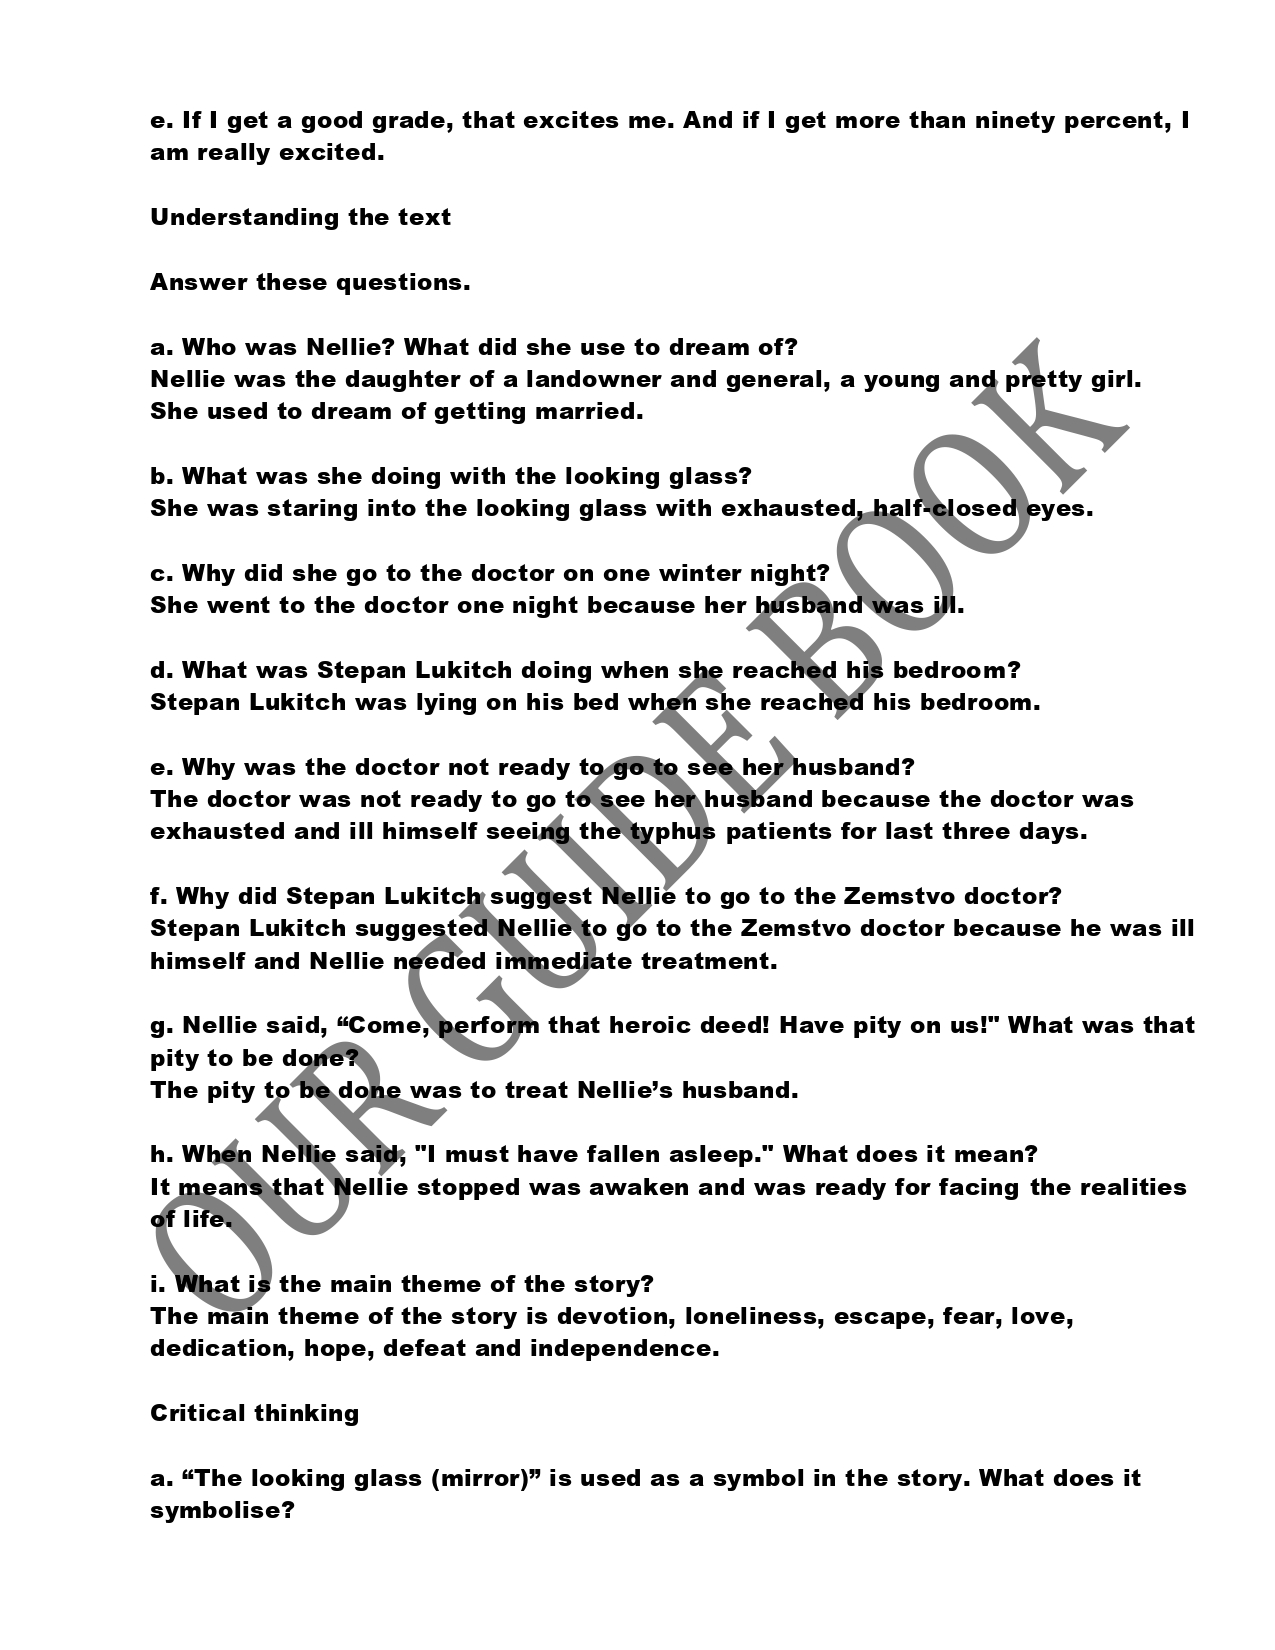 e. If I get a good grade, that excites me. And if I get more than ninety percent, I
am really excited.
Understanding the text
Answer these questions.
a. Who was Nellie? What did she use to dream of?
Nellie was the daughter of a landowner and general, a young and pretty girl.
She used to dream of getting married.
b. What was she doing with the looking glass?
She was staring into the looking glass with exhausted, half-closed eyes.
c. Why did she go to the doctor on one winter night?
She went to the doctor one night because her husband was ill.
d. What was Stepan Lukitch doing when she reached his bedroom?
Stepan Lukitch was lying on his bed when she reached his bedroom.
e. Why was the doctor not ready to go to see her husband?
The doctor was not ready to go to see her husband because the doctor was
exhausted and ill himself seeing the typhus patients for last three days.
f. Why did Stepan Lukitch suggest Nellie to go to the Zemstvo doctor?
Stepan Lukitch suggested Nellie to go to the Zemstvo doctor because he was ill
himself and Nellie needed immediate treatment.
g. Nellie said, “Come, perform that heroic deed! Have pity on us!" What was that
pity to be done?
The pity to be done was to treat Nellie’s husband.
h. When Nellie said, "I must have fallen asleep." What does it mean?
It means that Nellie stopped was awaken and was ready for facing the realities
of life.
i. What is the main theme of the story?
The main theme of the story is devotion, loneliness, escape, fear, love,
dedication, hope, defeat and independence.
Critical thinking
a. “The looking glass (mirror)” is used as a symbol in the story. What does it
symbolise?
OUR GUIDE BOOK